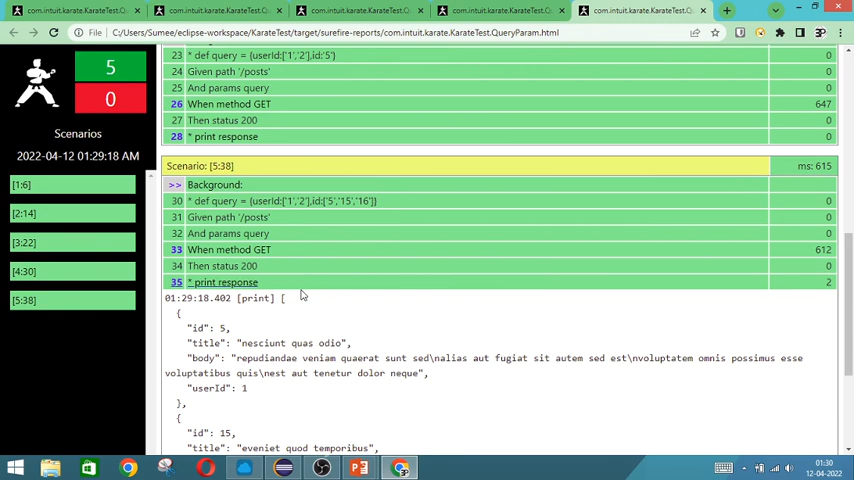 com.intuit.karate.KarateTest.
com.intuit.karate.KarateTest.
com.intuit.karate.KarateTest.
com.intuit.karate.KarateTest.
com.intuit.karate.KarateTest.
File | C:/Users/Sumee/eclipse-workspace/KarateTest/target/surefire-reports/com.intuit.karate.KarateTest.QueryParam.html
5
0
Scenarios
2022-04-12 01:29:18 AM
[1:6]
[2:14]
[3:22]
[4:30]
[5:38]
23 * def query = {userId:['1','2'],id:'5'} 0
24 Given path '/posts' 0
25 And params query 0
26 When method GET 647
27 Then status 200 0
28 * print response 0
Scenario: [5:38] ms: 615
>> Background:
30 * def query = {userId:['1','2'],id:['5','15','16']} 0
31 Given path '/posts' 0
32 And params query 0
33 When method GET 612
34 Then status 200 0
35 * print response 2
01:29:18.402 [print] [
{
"id": 5,
"title": "nesciunt quas odio",
"body": "repudiandae veniam quaerat sunt sed\nalias aut fugiat sit autem sed est\nvoluptatem omnis possimus esse
voluptatibus quis\nest aut tenetur dolor neque",
"userId": 1
},
{
"id": 15,
"title": "eveniet quod temporibus",
01:30
12-04-2022